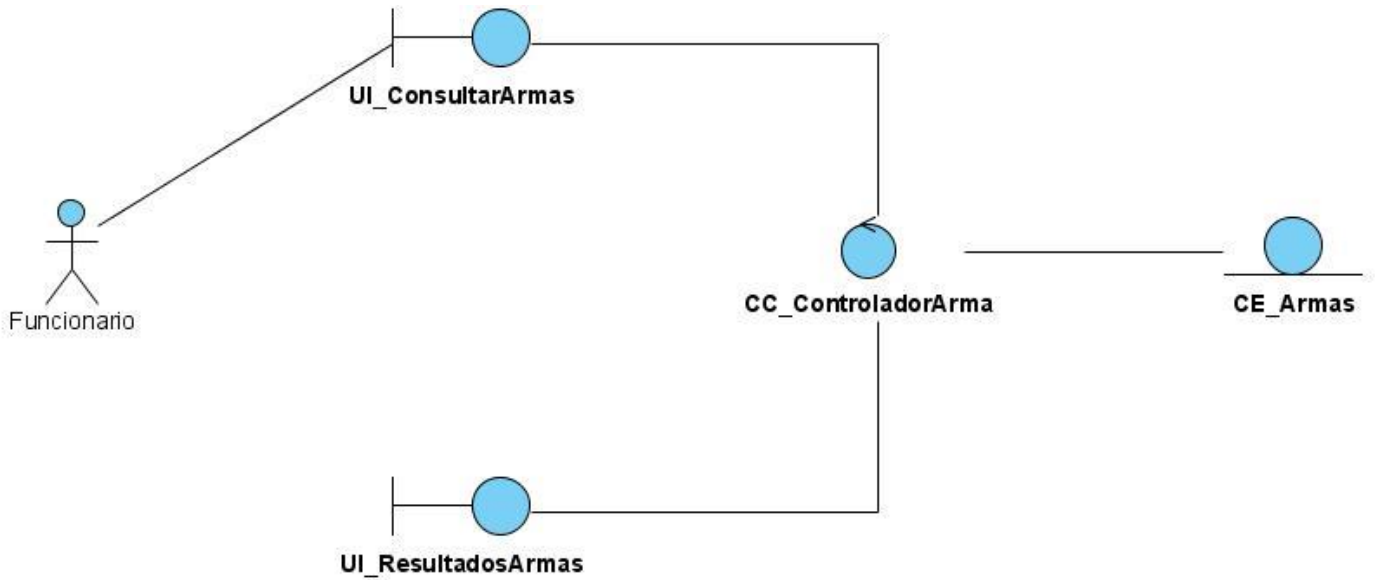 UI_ConsultarArmas
Funcionario
CC_ControladorArma
CE_Armas
UI_ResultadosArmas